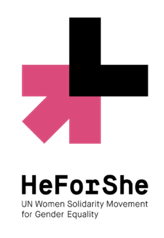 HeForShe
UN Women Solidarity Movement
for Gender Equality